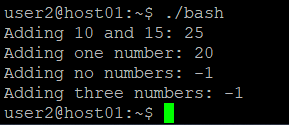 user2@host01:~$ ./bash
Adding 10 and 15: 25
Adding one number: 20
Adding no numbers: -1
Adding three numbers: -1
user2@host01:~$